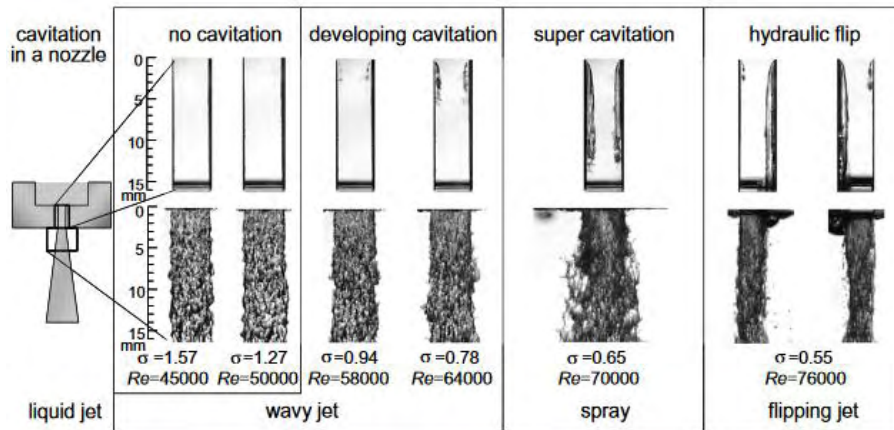 cavitation
in a nozzle
no cavitation
developing cavitation
super cavitation
hydraulic flip
0
5
10
15
mm
0
5
10
15
mm
σ =1.57
Re=45000
σ=1.27
Re=50000
σ=0.94
Re=58000
σ=0.78
Re=64000
σ=0.65
Re=70000
σ=0.55
Re=76000
liquid jet
wavy jet
spray
flipping jet